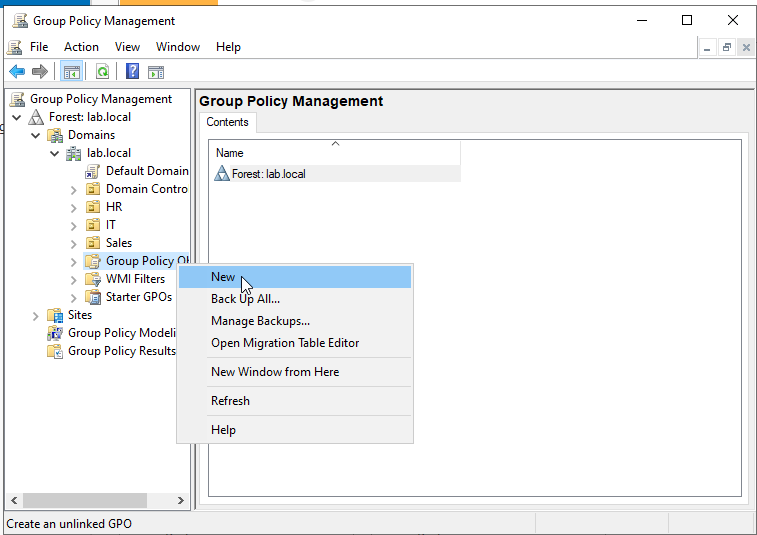 Group Policy Management
File Action View Window Help
Group Policy Management
Forest: lab.local
Domains
lab.local
Default Domain
Domain Contro
HR
IT
Sales
Group Policy Ob
WMI Filters
Starter GPOs
Sites
Group Policy Modeli
Group Policy Results
Group Policy Management
Contents
Name
Forest: lab.local
New
Back Up All...
Manage Backups...
Open Migration Table Editor
New Window from Here
Refresh
Help
Create an unlinked GPO